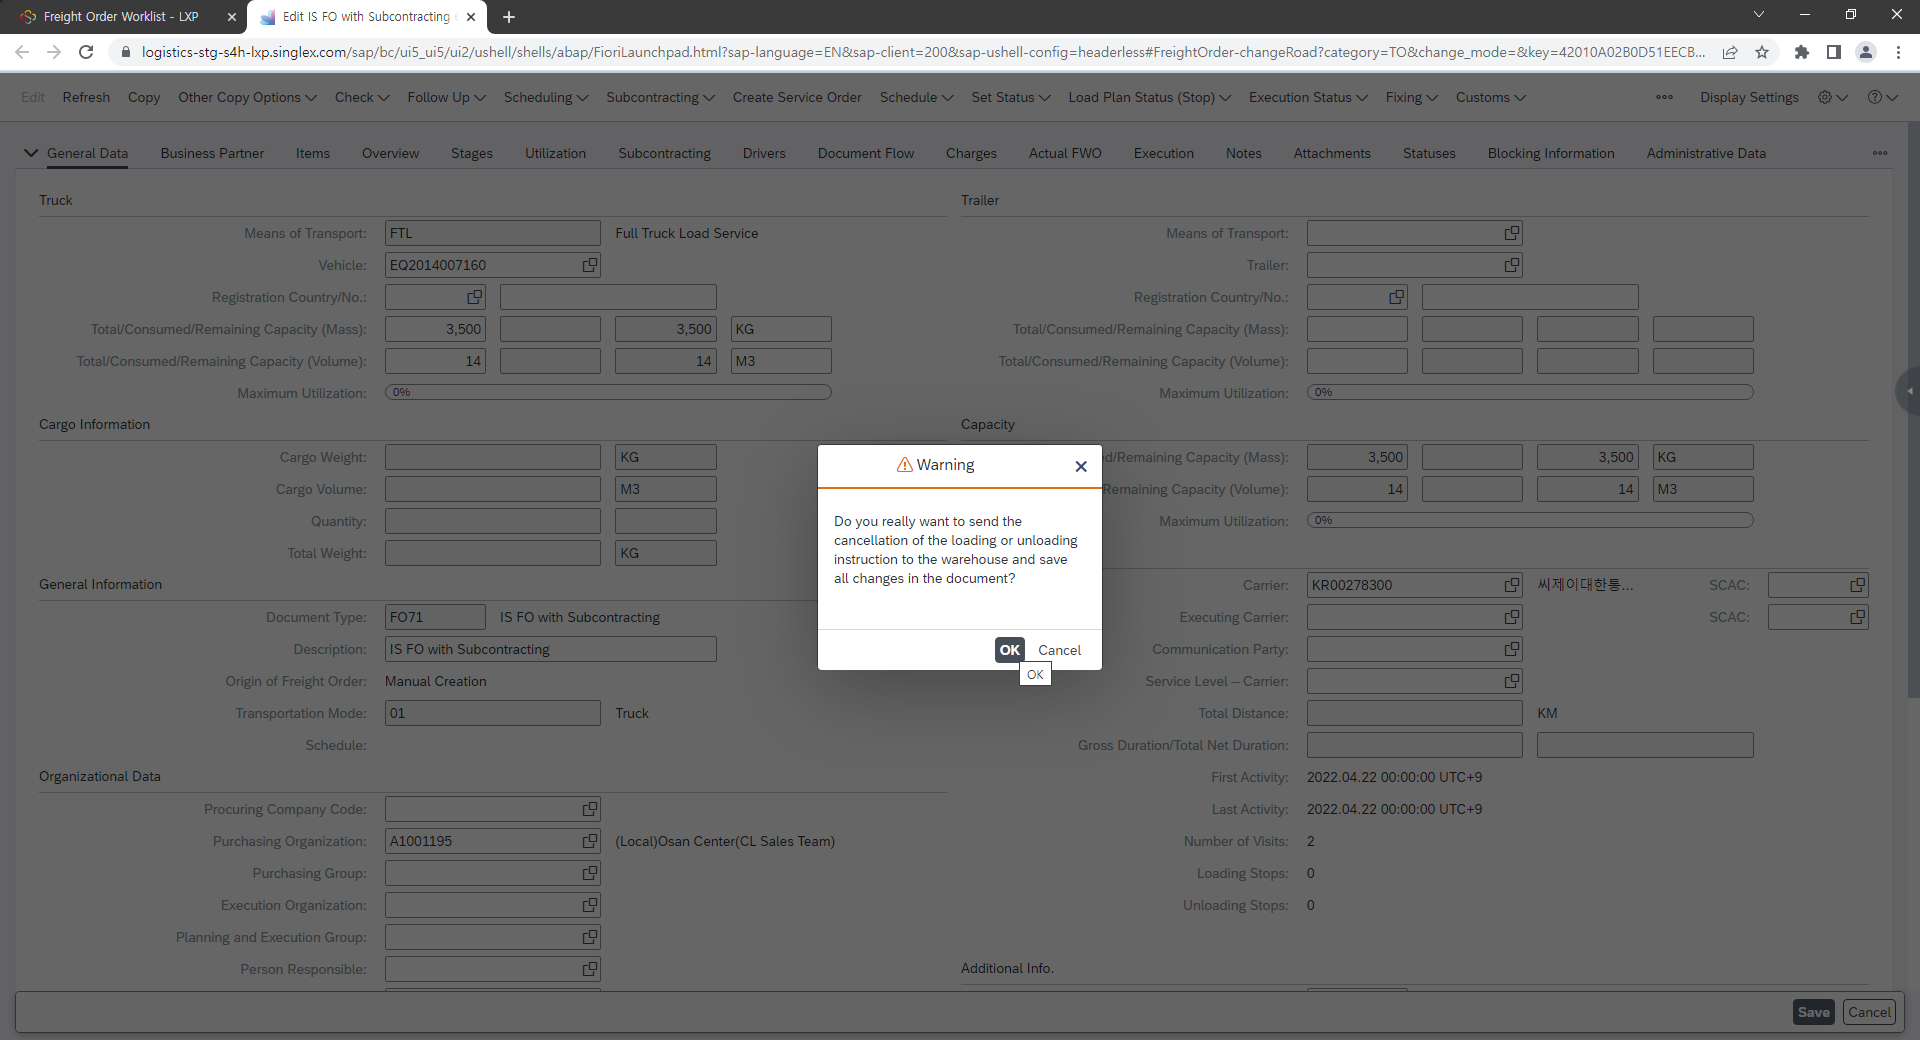 Freight Order Worklist - LXP
Edit IS FO with Subcontracting
logistics-stg-s4h-lxp.singlex.com/sap/bc/ui5_ui5/ui2/ushell/shells/abap/FioriLaunchpad.html?sap-language=EN&sap-client=200&sap-ushell-config=headerless#FreightOrder-changeRoad?category=TO&change_mode=&key=42010A02B0D51EECB...
Edit Refresh Copy Other Copy Options Check Follow Up Scheduling Subcontracting Create Service Order Schedule Set Status Load Plan Status (Stop) Execution Status Fixing Customs Display Settings
General Data Business Partner Items Overview Stages Utilization Subcontracting Drivers Document Flow Charges Actual FWO Execution Notes Attachments Statuses Blocking Information Administrative Data
Truck
Means of Transport: FTL Full Truck Load Service
Vehicle: EQ2014007160
Registration Country/No.:
Total/Consumed/Remaining Capacity (Mass): 3,500 3,500 KG
Total/Consumed/Remaining Capacity (Volume): 14 14 M3
Maximum Utilization: 0%
Trailer
Means of Transport:
Trailer:
Registration Country/No.:
Total/Consumed/Remaining Capacity (Mass):
Total/Consumed/Remaining Capacity (Volume):
Maximum Utilization: 0%
Cargo Information
Cargo Weight: KG
Cargo Volume: M3
Quantity:
Total Weight: KG
Capacity
ed/Remaining Capacity (Mass): 3,500 3,500 KG
Remaining Capacity (Volume): 14 14 M3
Maximum Utilization: 0%
Warning
Do you really want to send the
cancellation of the loading or unloading
instruction to the warehouse and save
all changes in the document?
OK Cancel
OK
General Information
Document Type: FO71 IS FO with Subcontracting
Description: IS FO with Subcontracting
Origin of Freight Order: Manual Creation
Transportation Mode: 01 Truck
Schedule:
Carrier: KR00278300 씨제이대한통... SCAC:
Executing Carrier: SCAC:
Communication Party:
Service Level – Carrier:
Total Distance: KM
Gross Duration/Total Net Duration:
First Activity: 2022.04.22 00:00:00 UTC+9
Last Activity: 2022.04.22 00:00:00 UTC+9
Number of Visits: 2
Loading Stops: 0
Unloading Stops: 0
Organizational Data
Procuring Company Code:
Purchasing Organization: A1001195 (Local)Osan Center(CL Sales Team)
Purchasing Group:
Execution Organization:
Planning and Execution Group:
Person Responsible:
Additional Info.
Save Cancel